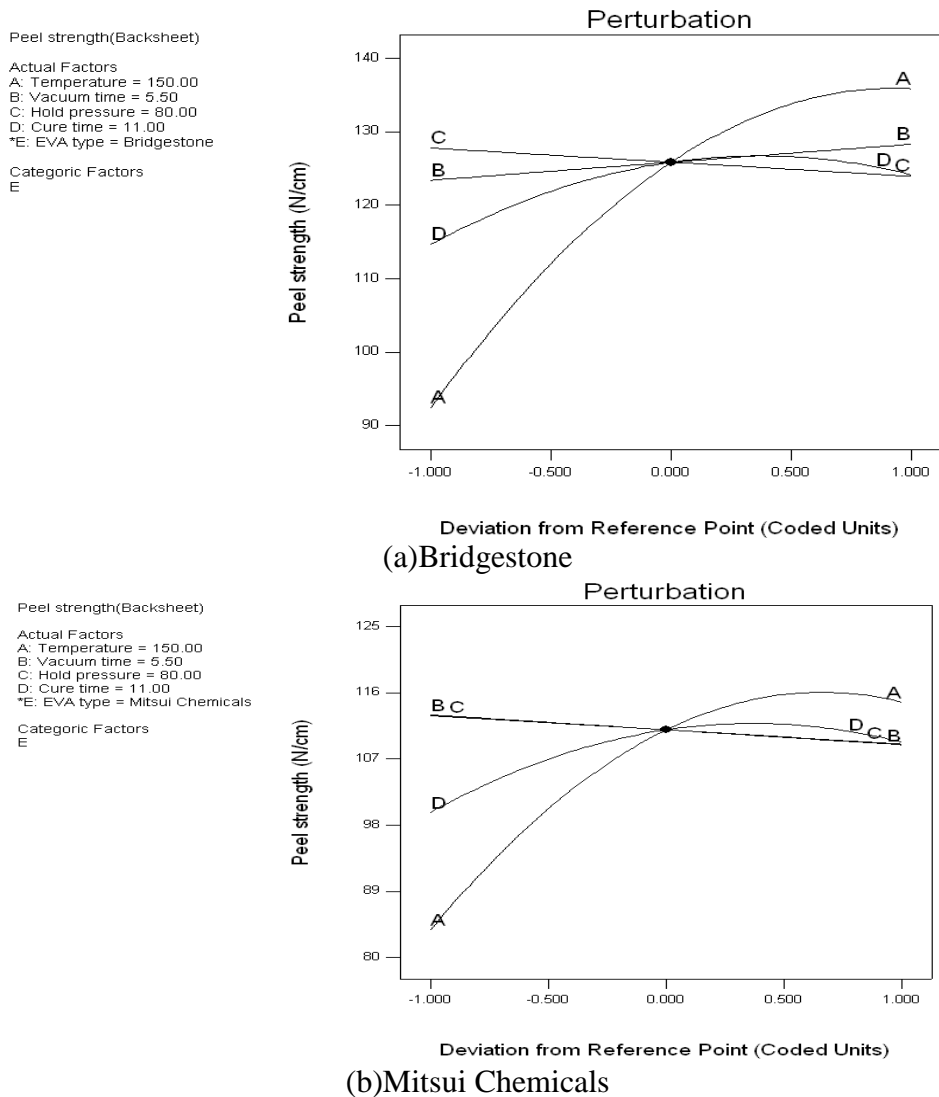 Perturbation
Peel strength(Backsheet)
Actual Factors
A: Temperature = 150.00
B: Vacuum time = 5.50
C: Hold pressure = 80.00
D: Cure time = 11.00
*E: EVA type = Bridgestone
Categoric Factors
E
Peel strength (N/cm)
140
130
120
110
100
90
A
B
C
B
D
C
D
A
-1.000
-0.500
0.000
0.500
1.000
Deviation from Reference Point (Coded Units)
(a)Bridgestone
Perturbation
Peel strength(Backsheet)
Actual Factors
A: Temperature = 150.00
B: Vacuum time = 5.50
C: Hold pressure = 80.00
D: Cure time = 11.00
*E: EVA type = Mitsui Chemicals
Categoric Factors
E
Peel strength (N/cm)
125
116
107
98
89
80
B C
A
D
C
B
D
A
-1.000
-0.500
0.000
0.500
1.000
Deviation from Reference Point (Coded Units)
(b)Mitsui Chemicals